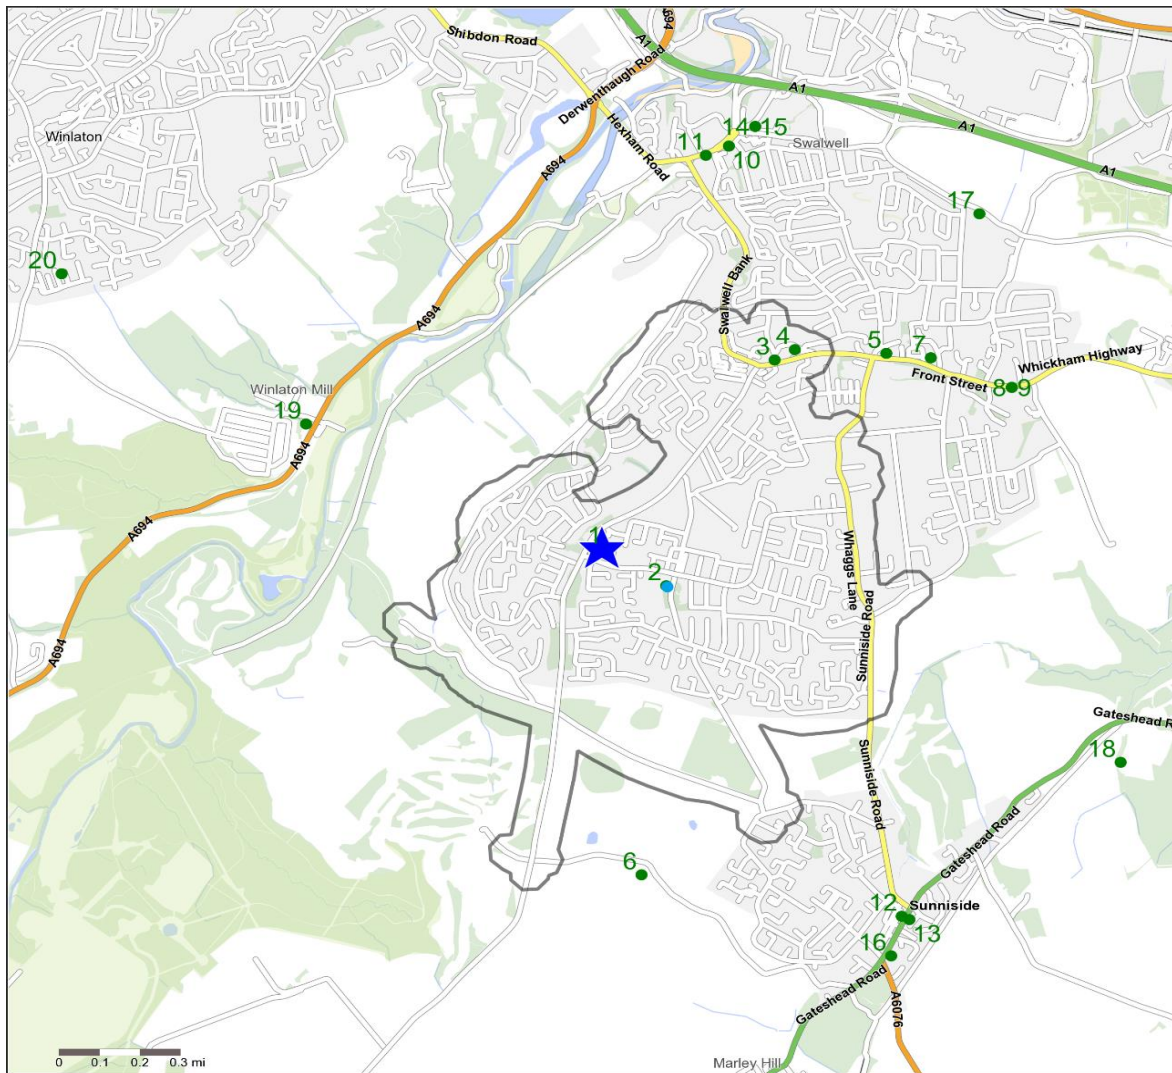 A694
Shibdon Road
A1
Derwenthaugh Road
A1
Winlaton
Hexham Road
14
15
11
10
Swalwell
A1
A694
A1
17
20
Swalwell Bank
A694
3
4
5
7
Front Street
Whickham Highway
8
9
Winlaton Mill
19
A694
A694
1
2
Whaggs Lane
Sunniside Road
A694
Gateshead R
18
Sunniside Road
Gateshead Road
6
12
Sunniside
13
16
Gateshead Road
A6076
0 0.1 0.2 0.3 mi
Marley Hill